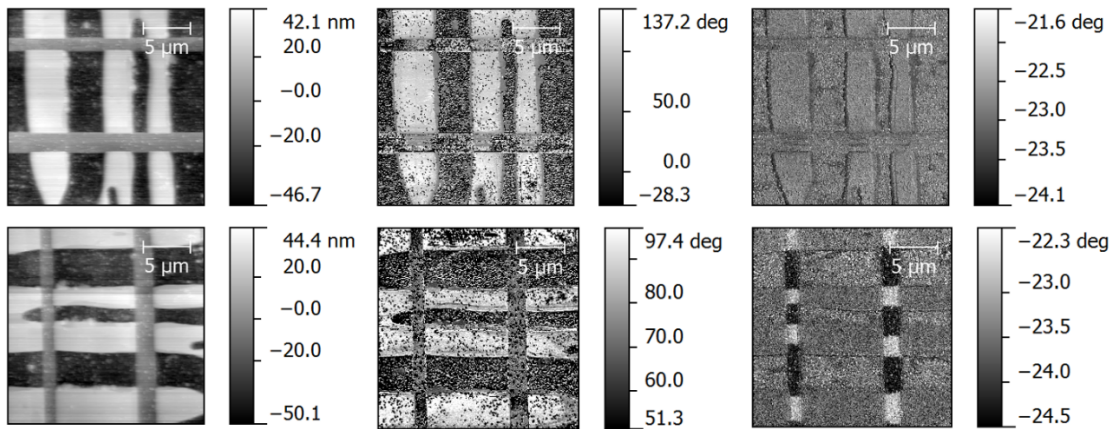 42.1 nm
20.0
−0.0
−20.0
−46.7
5 µm
137.2 deg
50.0
0.0
−28.3
5 µm
−21.6 deg
−22.5
−23.0
−23.5
−24.1
5 µm
44.4 nm
20.0
−0.0
−20.0
−50.1
5 µm
97.4 deg
80.0
70.0
60.0
51.3
5 µm
−22.3 deg
−23.0
−23.5
−24.0
−24.5
5 µm